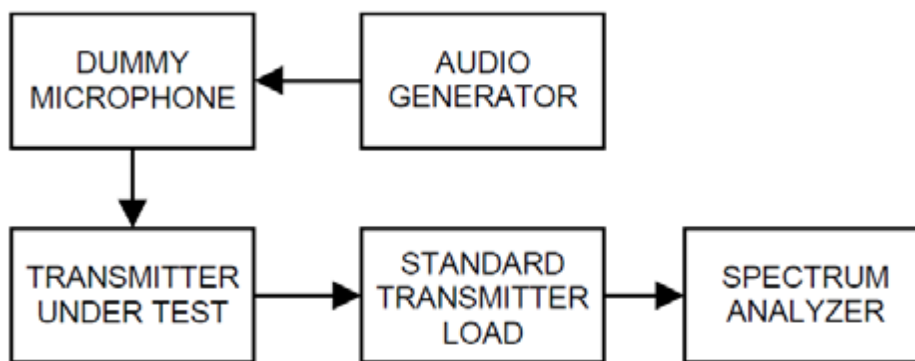 DUMMY
MICROPHONE
AUDIO
GENERATOR
TRANSMITTER
UNDER TEST
STANDARD
TRANSMITTER
LOAD
SPECTRUM
ANALYZER